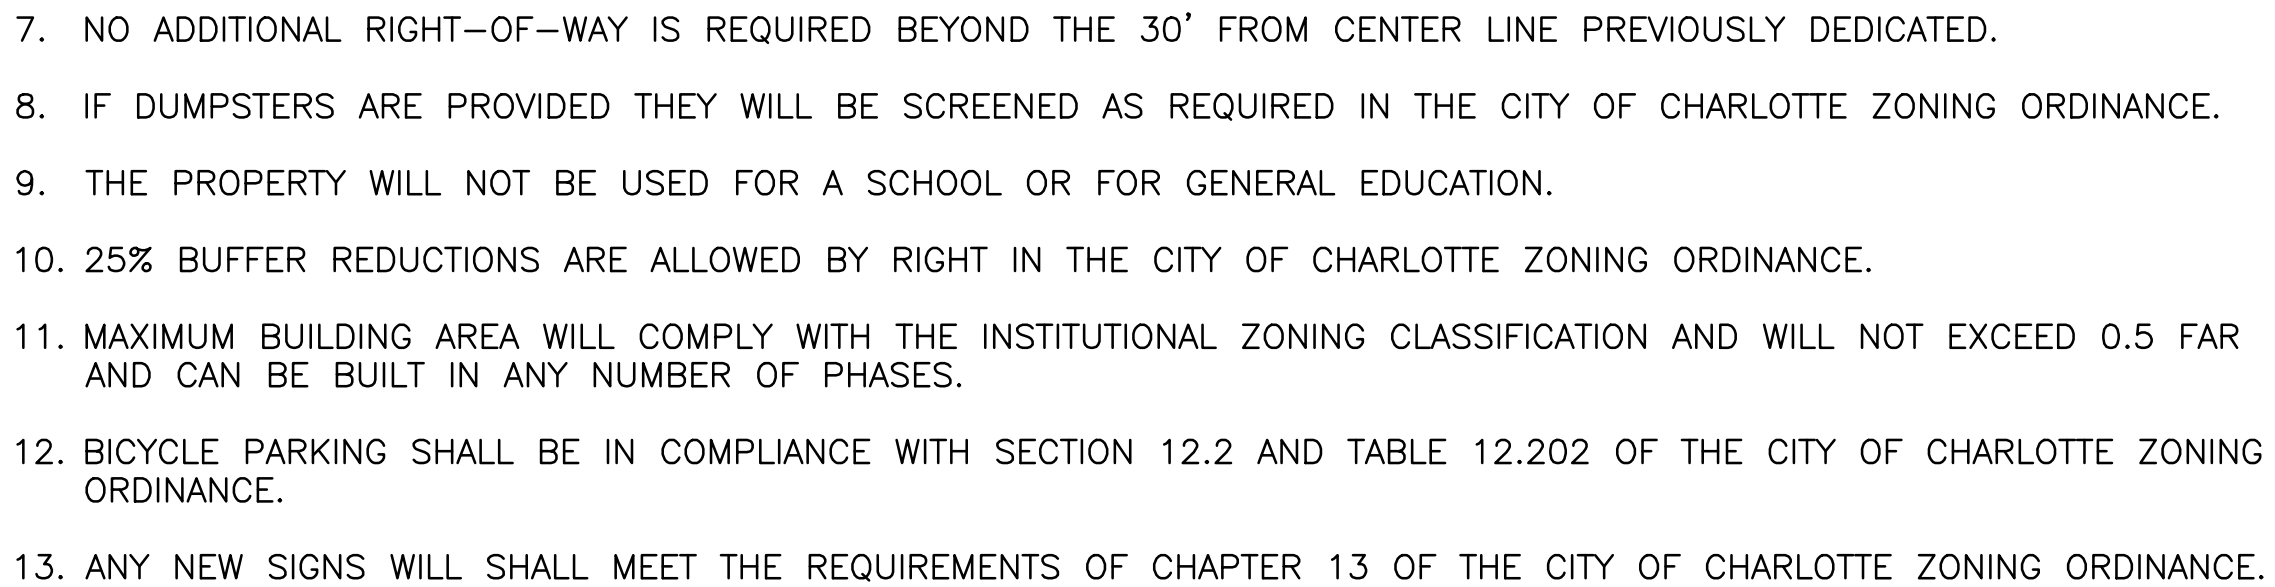 7. NO ADDITIONAL RIGHT-OF-WAY IS REQUIRED BEYOND THE 30' FROM CENTER LINE PREVIOUSLY DEDICATED.
8. IF DUMPSTERS ARE PROVIDED THEY WILL BE SCREENED AS REQUIRED IN THE CITY OF CHARLOTTE ZONING ORDINANCE.
9. THE PROPERTY WILL NOT BE USED FOR A SCHOOL OR FOR GENERAL EDUCATION.
10. 25% BUFFER REDUCTIONS ARE ALLOWED BY RIGHT IN THE CITY OF CHARLOTTE ZONING ORDINANCE.
11. MAXIMUM BUILDING AREA WILL COMPLY WITH THE INSTITUTIONAL ZONING CLASSIFICATION AND WILL NOT EXCEED 0.5 FAR
AND CAN BE BUILT IN ANY NUMBER OF PHASES.
12. BICYCLE PARKING SHALL BE IN COMPLIANCE WITH SECTION 12.2 AND TABLE 12.202 OF THE CITY OF CHARLOTTE ZONING
ORDINANCE.
13. ANY NEW SIGNS WILL SHALL MEET THE REQUIREMENTS OF CHAPTER 13 OF THE CITY OF CHARLOTTE ZONING ORDINANCE.